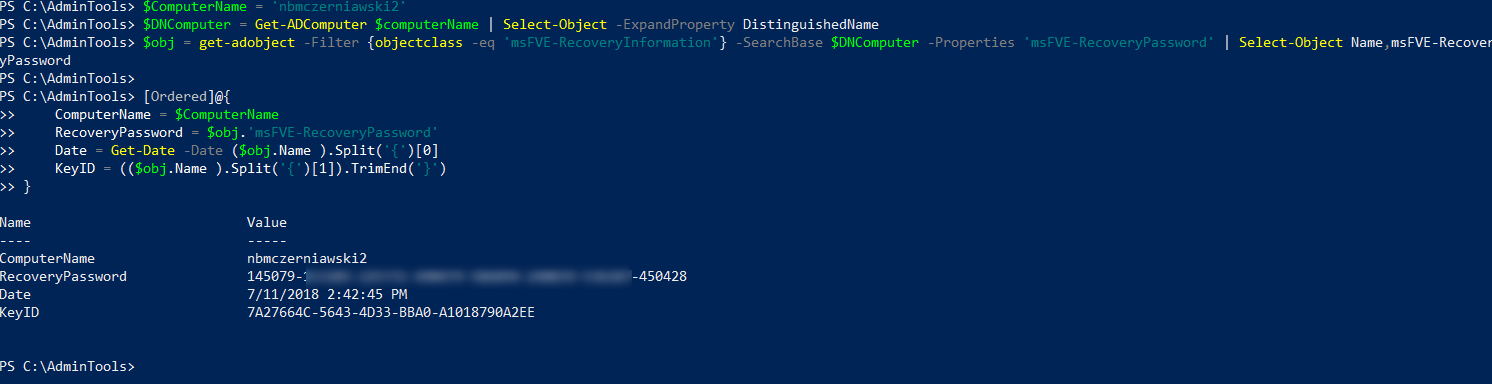 PS C:\AdminTools> $ComputerName = 'nbmczerniawski2'
PS C:\AdminTools> $DNComputer = Get-ADComputer $computerName | Select-Object -ExpandProperty DistinguishedName
PS C:\AdminTools> $obj = get-adobject -Filter {objectclass -eq 'msFVE-RecoveryInformation'} -SearchBase $DNComputer -Properties 'msFVE-RecoveryPassword' | Select-Object Name,msFVE-Recover
yPassword
PS C:\AdminTools>
PS C:\AdminTools> [Ordered]@{
>>     ComputerName = $ComputerName
>>     RecoveryPassword = $obj.'msFVE-RecoveryPassword'
>>     Date = Get-Date -Date ($obj.Name ).Split('{')[0]
>>     KeyID = (($obj.Name ).Split('{')[1]).TrimEnd('}')
>> }
Name                           Value
----                           -----
ComputerName                   nbmczerniawski2
RecoveryPassword               145079- -450428
Date                           7/11/2018 2:42:45 PM
KeyID                          7A27664C-5643-4D33-BBA0-A1018790A2EE
PS C:\AdminTools>